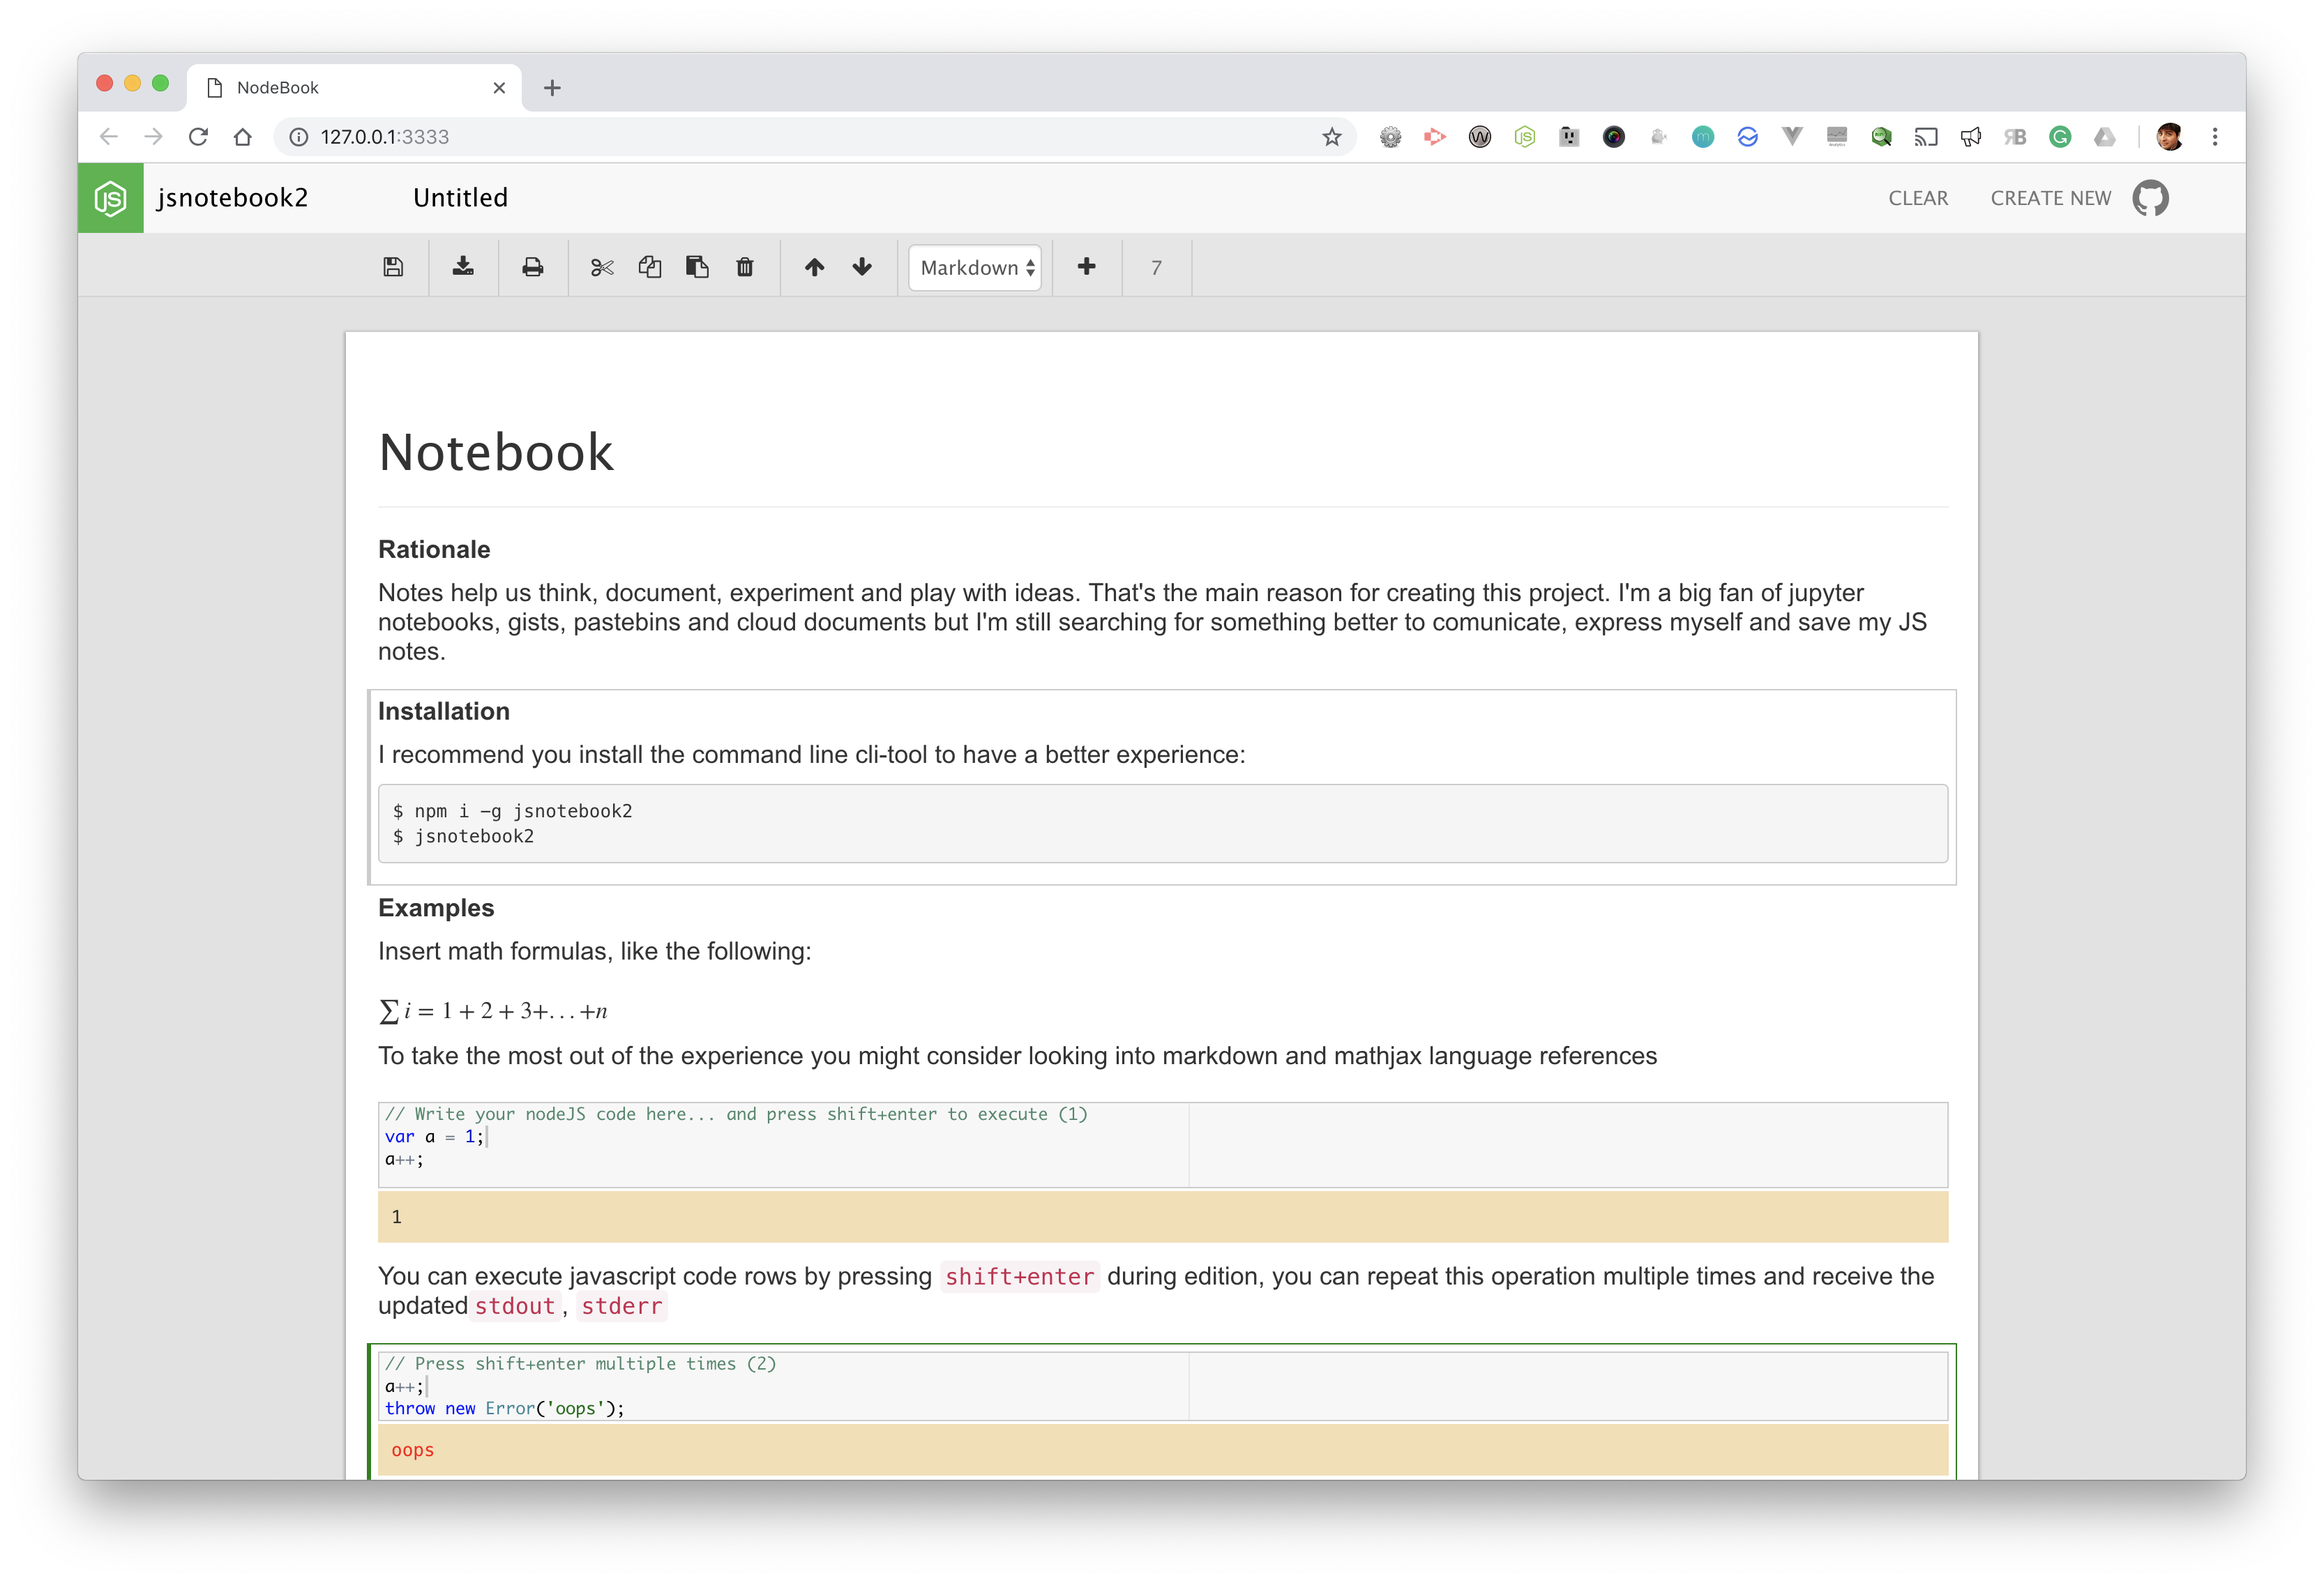 NodeBook
127.0.0.1:3333
jsnotebook2 Untitled CLEAR CREATE NEW
Markdown 7
Notebook
Rationale
Notes help us think, document, experiment and play with ideas. That's the main reason for creating this project. I'm a big fan of jupyter
notebooks, gists, pastebins and cloud documents but I'm still searching for something better to comunicate, express myself and save my JS
notes.
Installation
I recommend you install the command line cli-tool to have a better experience:
$ npm i -g jsnotebook2
$ jsnotebook2
Examples
Insert math formulas, like the following:
∑ i = 1 + 2 + 3+. . . +n
To take the most out of the experience you might consider looking into markdown and mathjax language references
// Write your nodeJS code here... and press shift+enter to execute (1)
var a = 1;
a++;
1
You can execute javascript code rows by pressing shift+enter during edition, you can repeat this operation multiple times and receive the
updated stdout , stderr
// Press shift+enter multiple times (2)
a++;
throw new Error('oops');
oops